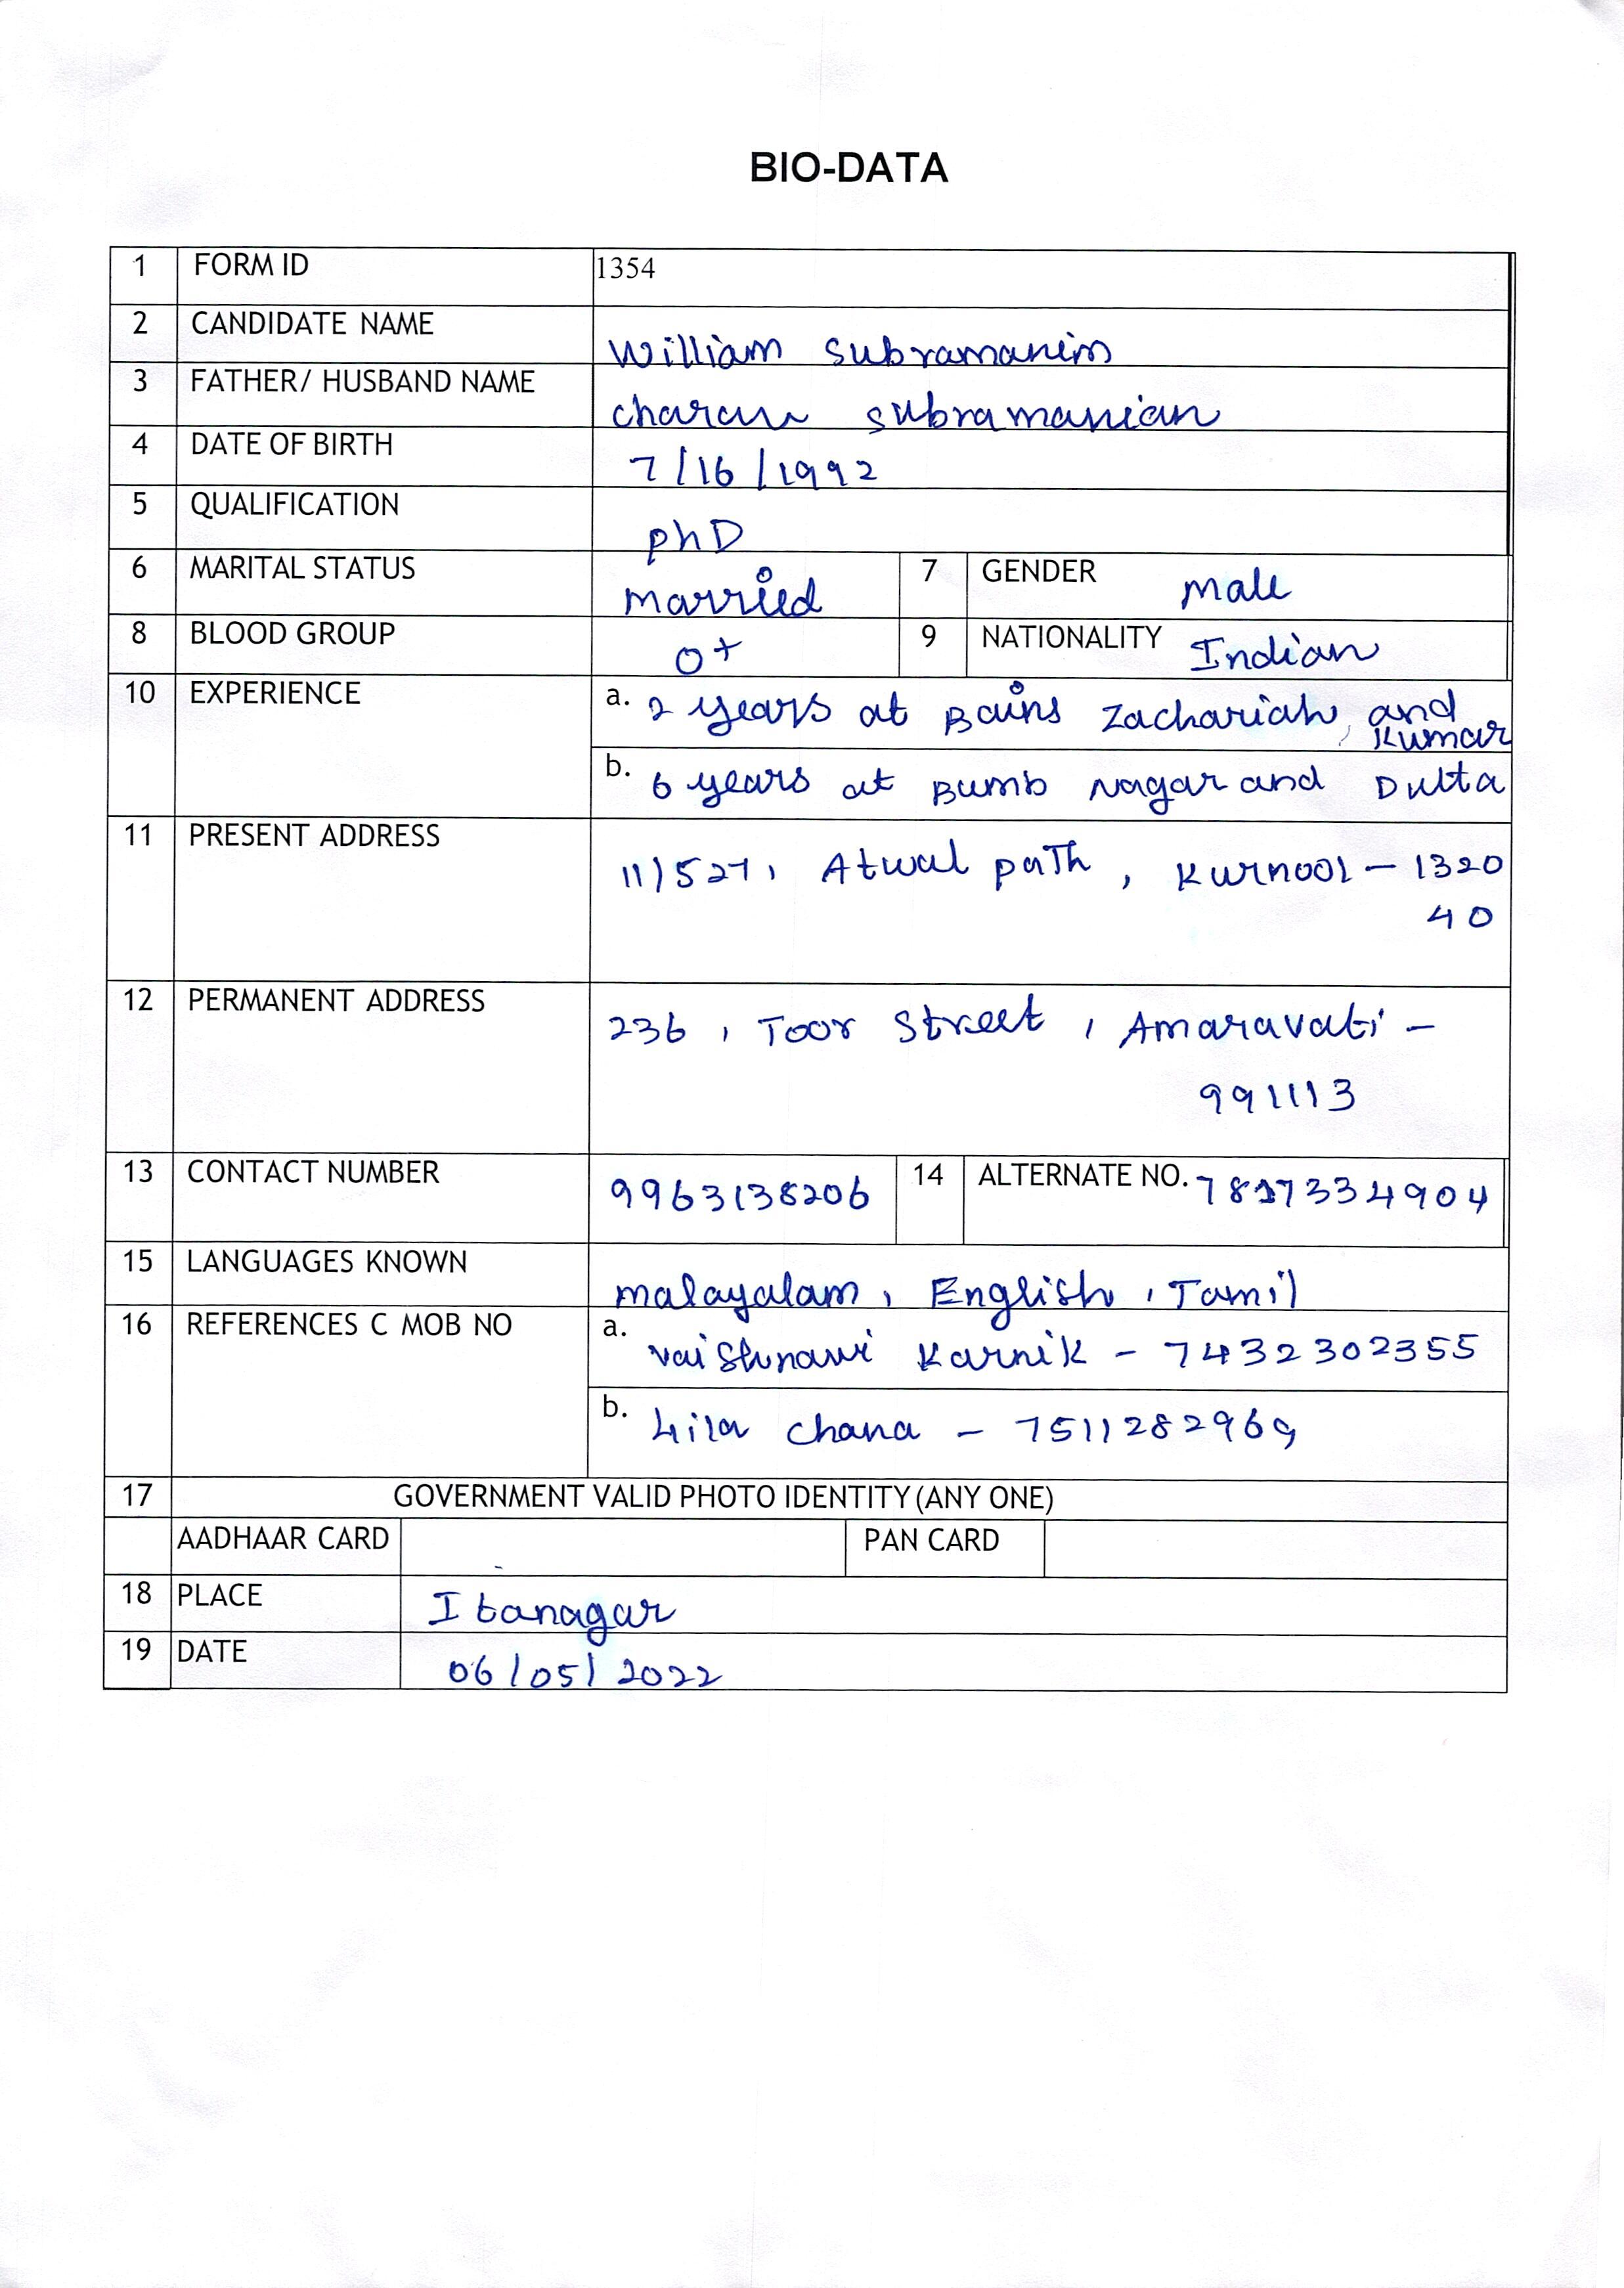 BIO-DATA
1 FORM ID 1354
2 CANDIDATE NAME William Subramanim
3 FATHER/ HUSBAND NAME charan subramanian
4 DATE OF BIRTH 7/16/1992
5 QUALIFICATION phD
6 MARITAL STATUS married 7 GENDER male
8 BLOOD GROUP O+ 9 NATIONALITY Indian
10 EXPERIENCE a. 2 years at Bains Zachariah, and
Kumar
b. 6 years at Bumb Nagar and Dutta
11 PRESENT ADDRESS 11/527, Atwal path, Kurnool - 1320
40
12 PERMANENT ADDRESS 236, Toor Street, Amaravati -
991113
13 CONTACT NUMBER 9963138206 14 ALTERNATE NO. 334904
15 LANGUAGES KNOWN malayalam, English, Tamil
16 REFERENCES C MOB NO a. vaishnavi Karnik - 7432302355
b. Lila Chana - 7511282969
17 GOVERNMENT VALID PHOTO IDENTITY (ANY ONE)
AADHAAR CARD PAN CARD
18 PLACE Itanagar
19 DATE 06/05/2022